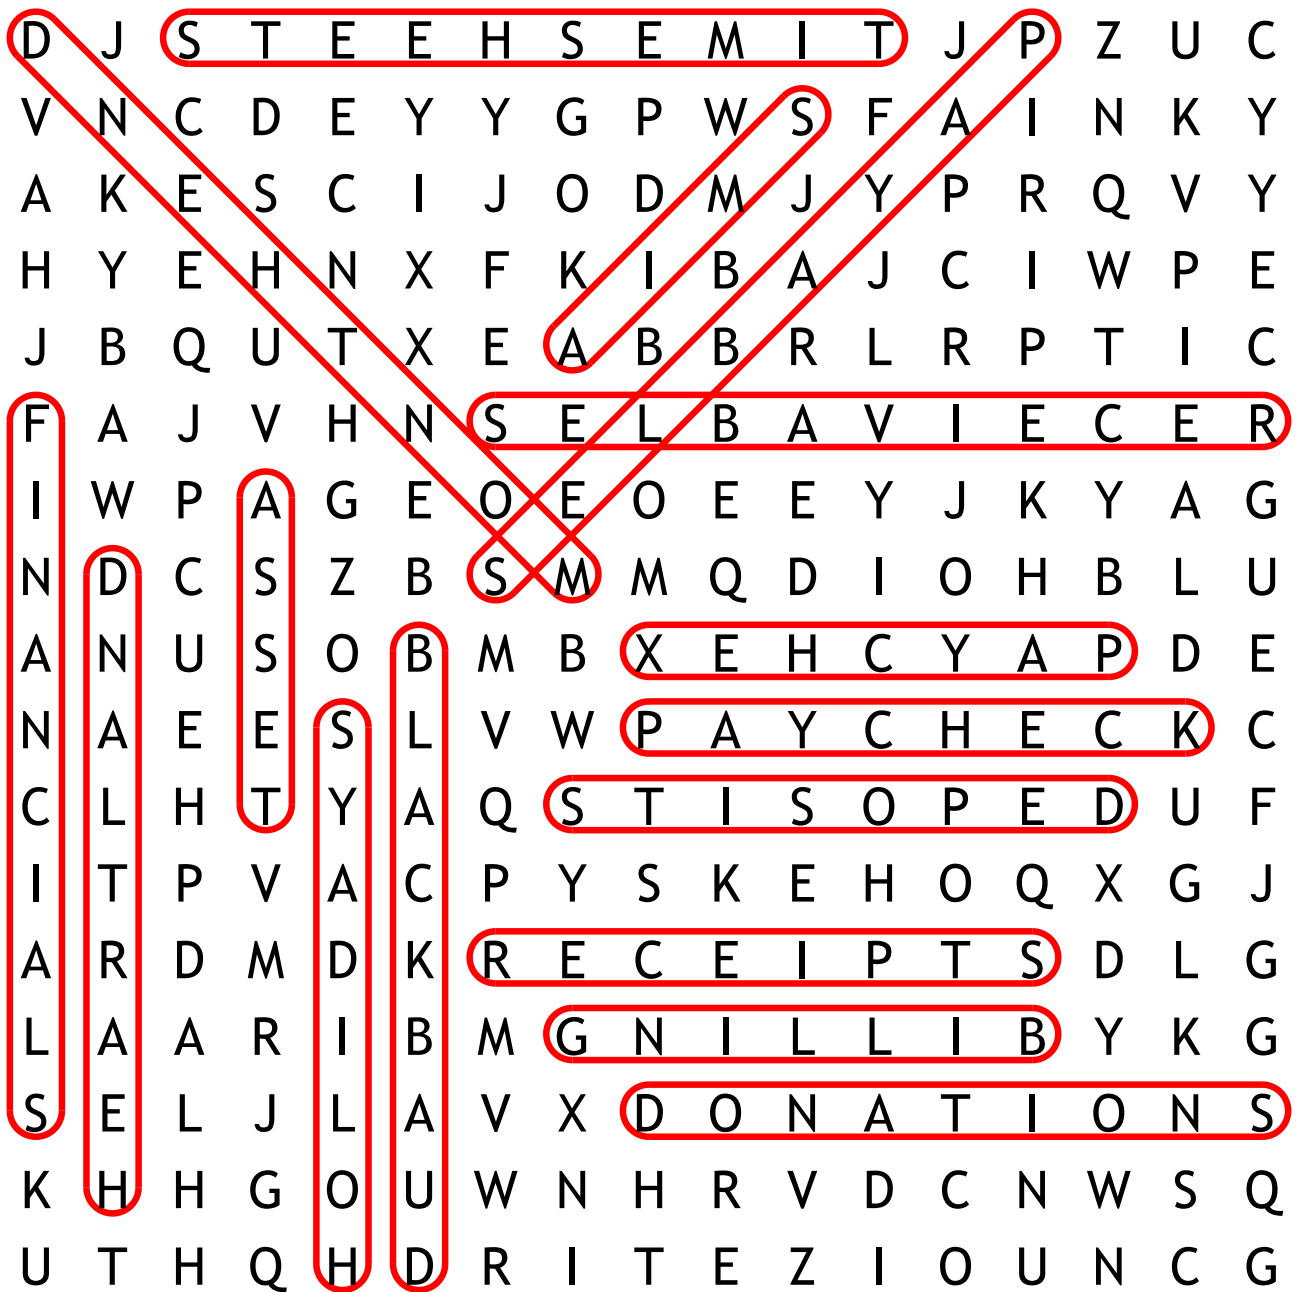 D J S T E E H S E M I T J P Z U C
V N C D E Y Y G P W S F A I N K Y
A K E S C I J O D M J Y P R Q V Y
H Y E H N X F K I B A J C I W P E
J B Q U T X E A B B R L R P T I C
F A J V H N S E L B A V I E C E R
I W P A G E O E O E E Y J K Y A G
N D C S Z B S M M Q D I O H B L U
A N U S O B M B X E H C Y A P D E
N A E E S L V W P A Y C H E C K C
C L H T Y A Q S T I S O P E D U F
I T P V A C P Y S K E H O Q X G J
A R D M D K R E C E I P T S D L G
L A A R I B M G N I L L I B Y K G
S E L J L A V X D O N A T I O N S
K H H G O U W N H R V D C N W S Q
U T H Q H D R I T E Z I O U N C G